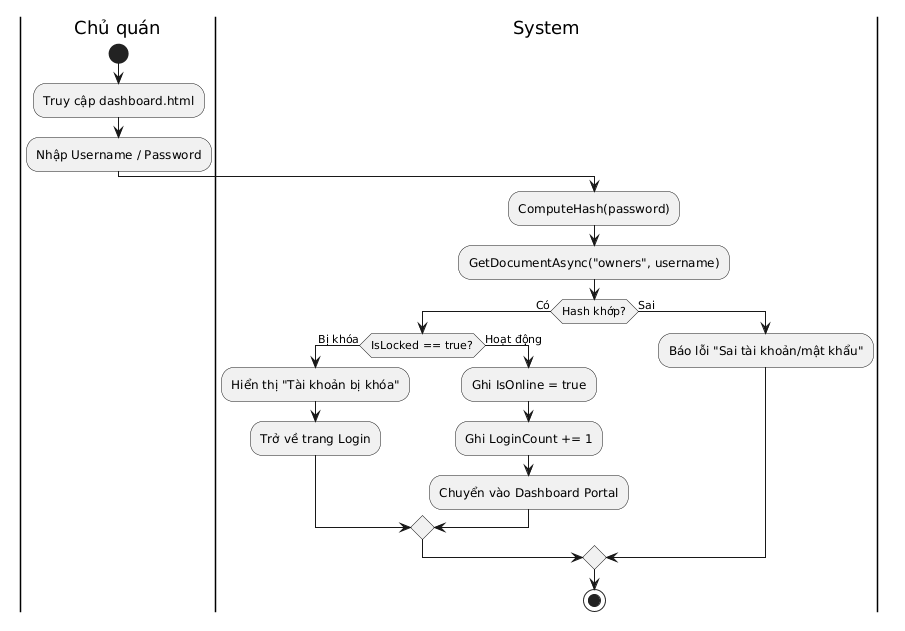 Chủ quán
System
Truy cập dashboard.html
Nhập Username / Password
ComputeHash(password)
GetDocumentAsync("owners", username)
Có
Hash khớp?
Sai
Bị khóa
IsLocked == true?
Hoạt động
Báo lỗi "Sai tài khoản/mật khẩu"
Hiển thị "Tài khoản bị khóa"
Ghi IsOnline = true
Trở về trang Login
Ghi LoginCount += 1
Chuyển vào Dashboard Portal